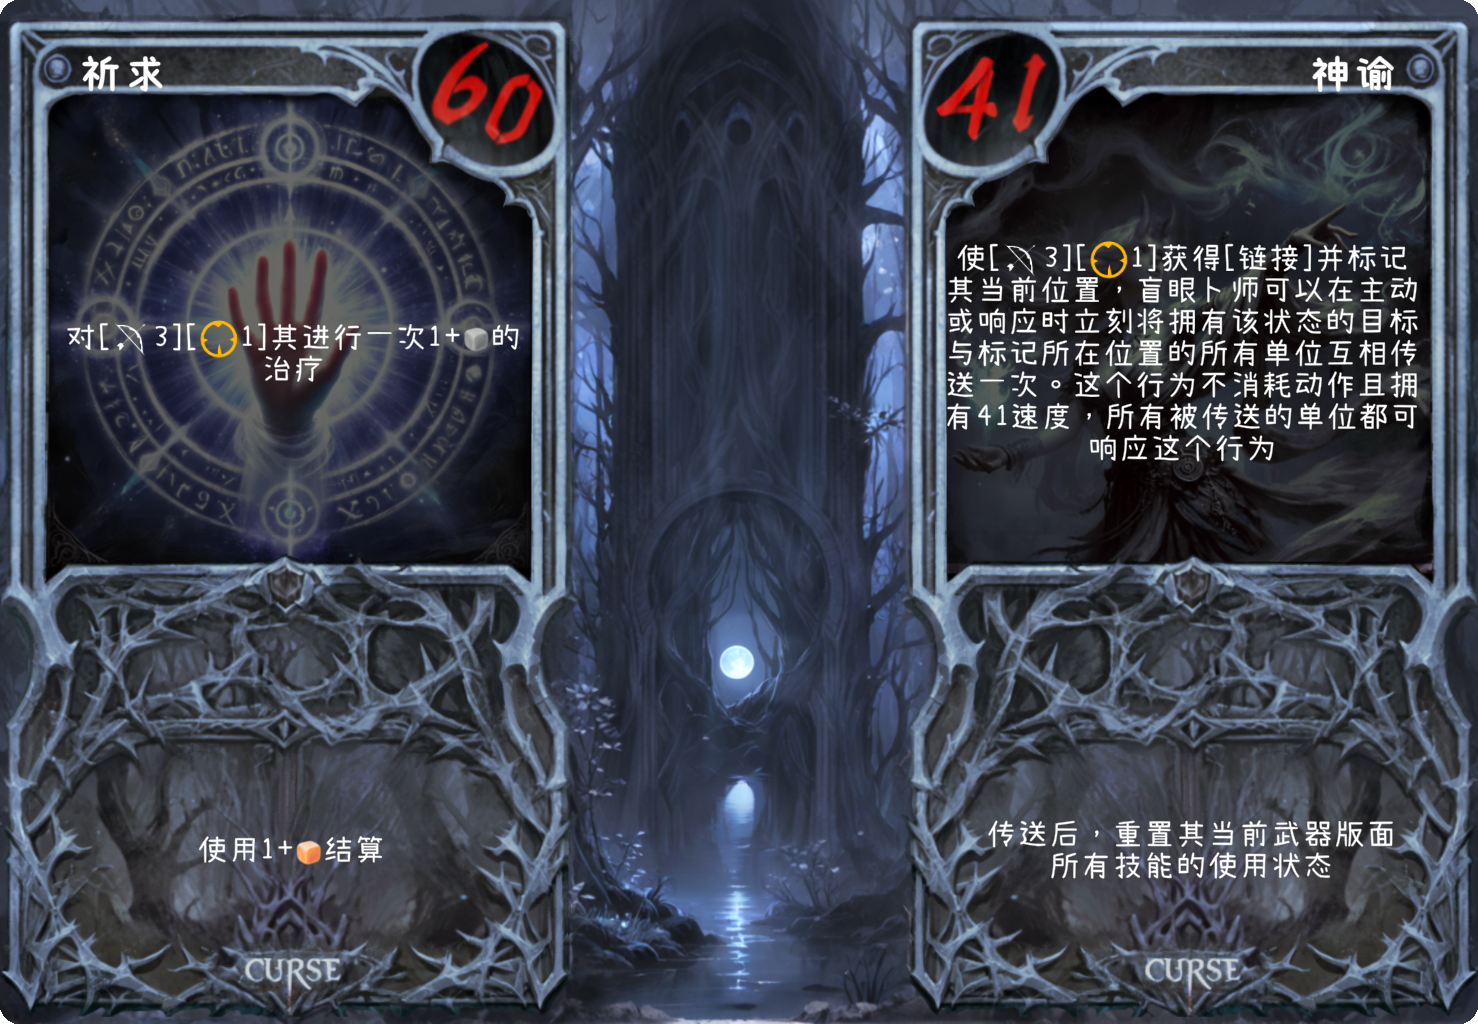 祈求
60
对[3][1]其进行一次1+的
治疗
使用1+结算
CURSE
41
神谕
使[3][1]获得[链接]并标记
其当前位置，盲眼卜师可以在主动
或响应时立刻将拥有该状态的目标
与标记所在位置的所有单位互相传
送一次。这个行为不消耗动作且拥
有41速度，所有被传送的单位都可
响应这个行为
传送后，重置其当前武器版面
所有技能的使用状态
CURSE